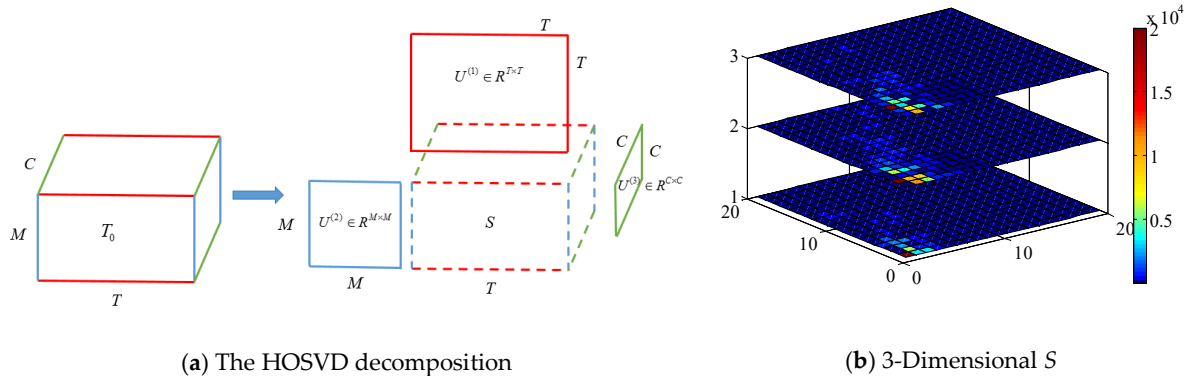 T
T
U^{(1)} ∈ R^{T×T}
C
C
C
U^{(3)} ∈ R^{C×C}
M
T_0
M
U^{(2)} ∈ R^{M×M}
S
M
T
T
(a) The HOSVD decomposition
x 10^4
2
1.5
1
0.5
3
2
1
20
10
0
0
10
20
(b) 3-Dimensional S